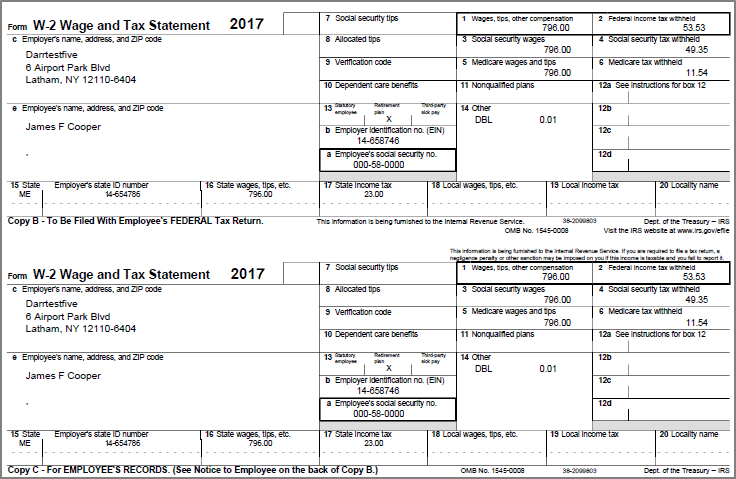 Form W-2 Wage and Tax Statement 2017
7 Social security tips
1 Wages, tips, other compensation
796.00
2 Federal income tax withheld
53.53
c Employer's name, address, and ZIP code
Darrtestfive
6 Airport Park Blvd
Latham, NY 12110-6404
8 Allocated tips
3 Social security wages
796.00
4 Social security tax withheld
49.35
9 Verification code
5 Medicare wages and tips
796.00
6 Medicare tax withheld
11.54
10 Dependent care benefits
11 Nonqualified plans
12a See Instructions for box 12
e Employee's name, address, and ZIP code
James F Cooper
,
13 Statutory employee
Retirement plan
X
Third-party sick pay
14 Other
DBL 0.01
12b
b Employer identification no. (EIN)
14-658746
12c
a Employee's social security no.
000-58-0000
12d
15 State
ME
Employer's state ID number
14-654786
16 State wages, tips, etc.
796.00
17 State income tax
23.00
18 Local wages, tips, etc.
19 Local income tax
20 Locality name
Copy B - To Be Filed With Employee's FEDERAL Tax Return.
This information is being furnished to the Internal Revenue Service.
38-2099803
Dept. of the Treasury – IRS
OMB No. 1545-0008
Visit the IRS website at www.irs.gov/efile
This information is being furnished to the Internal Revenue Service. If you are required to file a tax return, a
negligence penalty or other sanction may be imposed on you if this income is taxable and you fail to report it.
Form W-2 Wage and Tax Statement 2017
7 Social security tips
1 Wages, tips, other compensation
796.00
2 Federal income tax withheld
53.53
c Employer's name, address, and ZIP code
Darrtestfive
6 Airport Park Blvd
Latham, NY 12110-6404
8 Allocated tips
3 Social security wages
796.00
4 Social security tax withheld
49.35
9 Verification code
5 Medicare wages and tips
796.00
6 Medicare tax withheld
11.54
10 Dependent care benefits
11 Nonqualified plans
12a See Instructions for box 12
e Employee's name, address, and ZIP code
James F Cooper
,
13 Statutory employee
Retirement plan
X
Third-party sick pay
14 Other
DBL 0.01
12b
b Employer identification no. (EIN)
14-658746
12c
a Employee's social security no.
000-58-0000
12d
15 State
ME
Employer's state ID number
14-654786
16 State wages, tips, etc.
796.00
17 State income tax
23.00
18 Local wages, tips, etc.
19 Local income tax
20 Locality name
Copy C - For EMPLOYEE'S RECORDS. (See Notice to Employee on the back of Copy B.)
OMB No. 1545-0008
38-2099803
Dept. of the Treasury – IRS